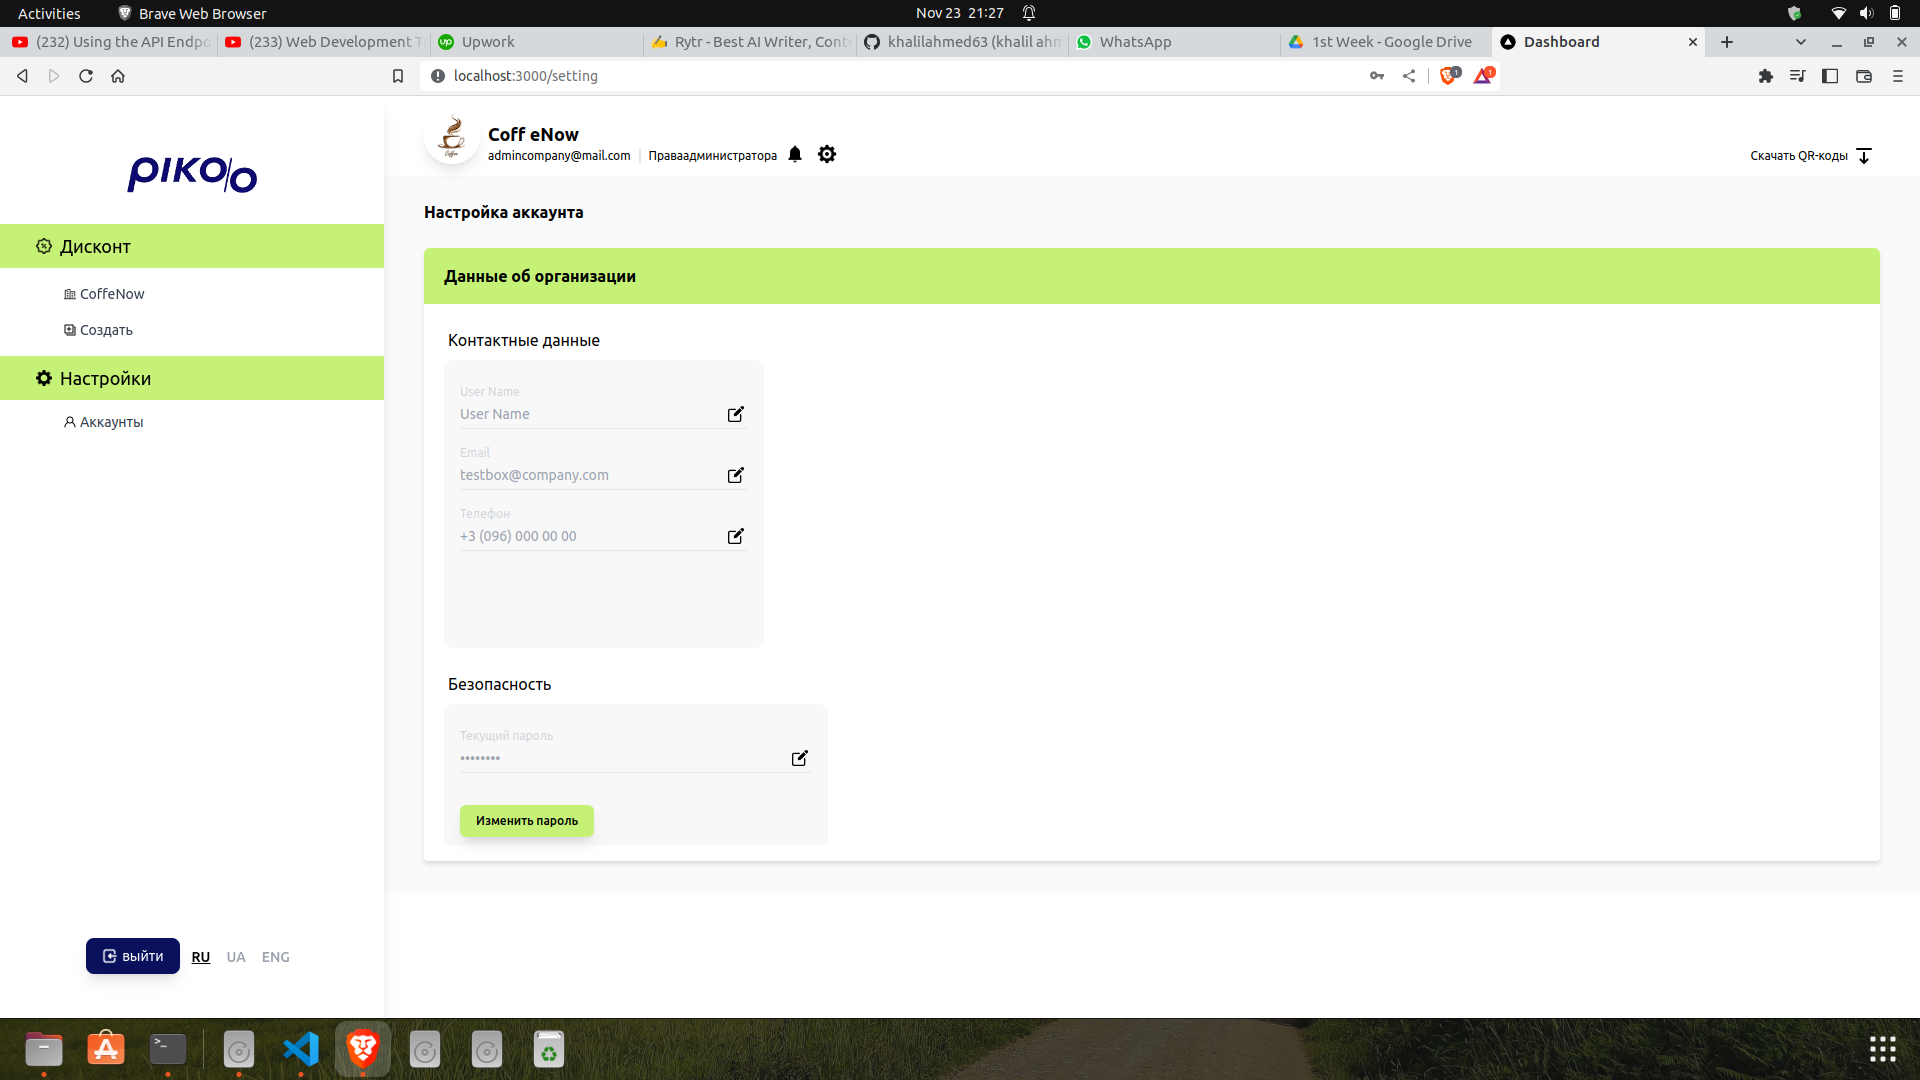 Activities
Brave Web Browser
Nov 23 21:27
(232) Using the API Endpo
(233) Web Development T
Upwork
Rytr - Best AI Writer, Cont
khalilahmed63 (khalil ahm
WhatsApp
1st Week - Google Drive
Dashboard
localhost:3000/setting
1
1
Coffee
Coff eNow
admincompany@mail.com
Праваадминистратора
Скачать QR-коды
piko%
Дисконт
CoffeNow
Создать
Настройки
Аккаунты
Настройка аккаунта
Данные об организации
Контактные данные
User Name
User Name
Email
testbox@company.com
Телефон
+3 (096) 000 00 00
Безопасность
Текущий пароль
••••••••
Изменить пароль
выйти
RU
UA
ENG